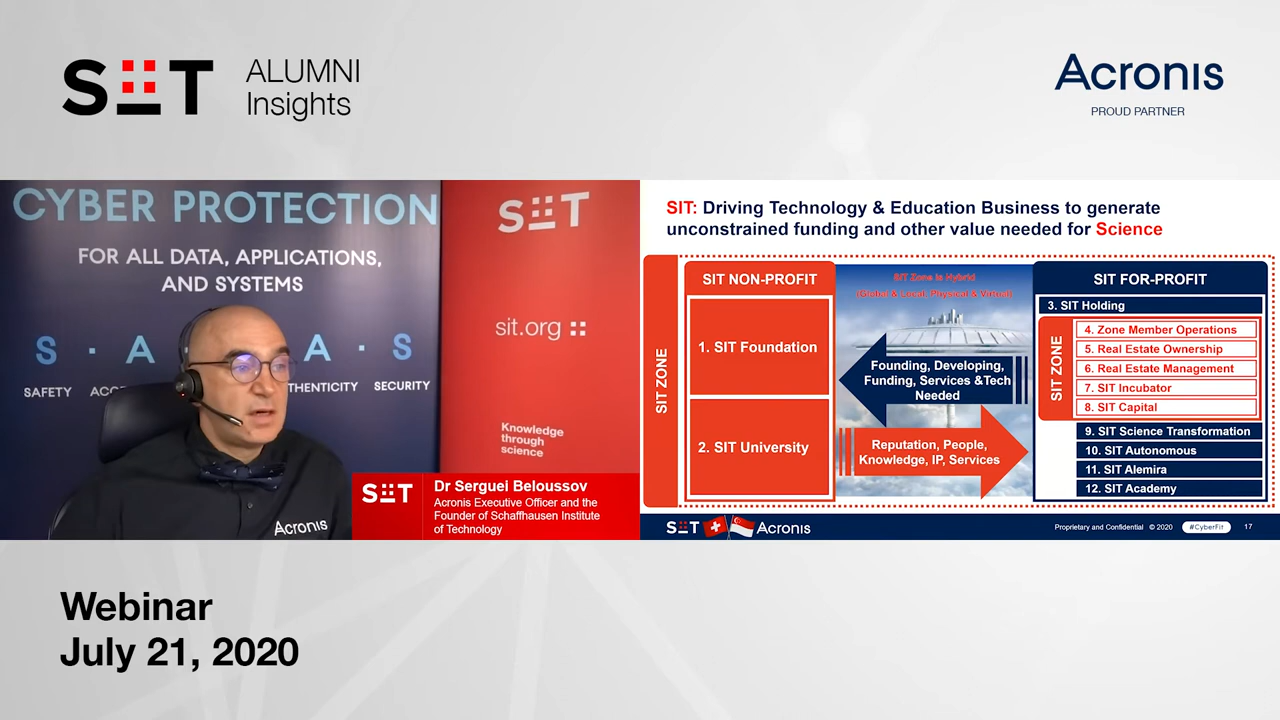 SIT
ALUMNI
Insights
Acronis
PROUD PARTNER
CYBER PROTECTION
FOR ALL DATA, APPLICATIONS,
AND SYSTEMS
S · A A · S
SAFETY SECURITY
SIT
sit.org
Knowledge
through
science
Acronis
SIT
Dr Serguei Beloussov
Acronis Executive Officer and the
Founder of Schaffhausen Institute
of Technology
SIT: Driving Technology & Education Business to generate
unconstrained funding and other value needed for Science
SIT ZONE
SIT NON-PROFIT
1. SIT Foundation
2. SIT University
SIT Zone is Hybrid
(Global & Local, Physical & Virtual)
Founding, Developing,
Funding, Services &Tech
Needed
Reputation, People,
Knowledge, IP, Services
SIT FOR-PROFIT
3. SIT Holding
SIT ZONE
4. Zone Member Operations
5. Real Estate Ownership
6. Real Estate Management
7. SIT Incubator
8. SIT Capital
9. SIT Science Transformation
10. SIT Autonomous
11. SIT Alemira
12. SIT Academy
SIT Acronis
Proprietary and Confidential © 2020 #CyberFit 17
Webinar
July 21, 2020